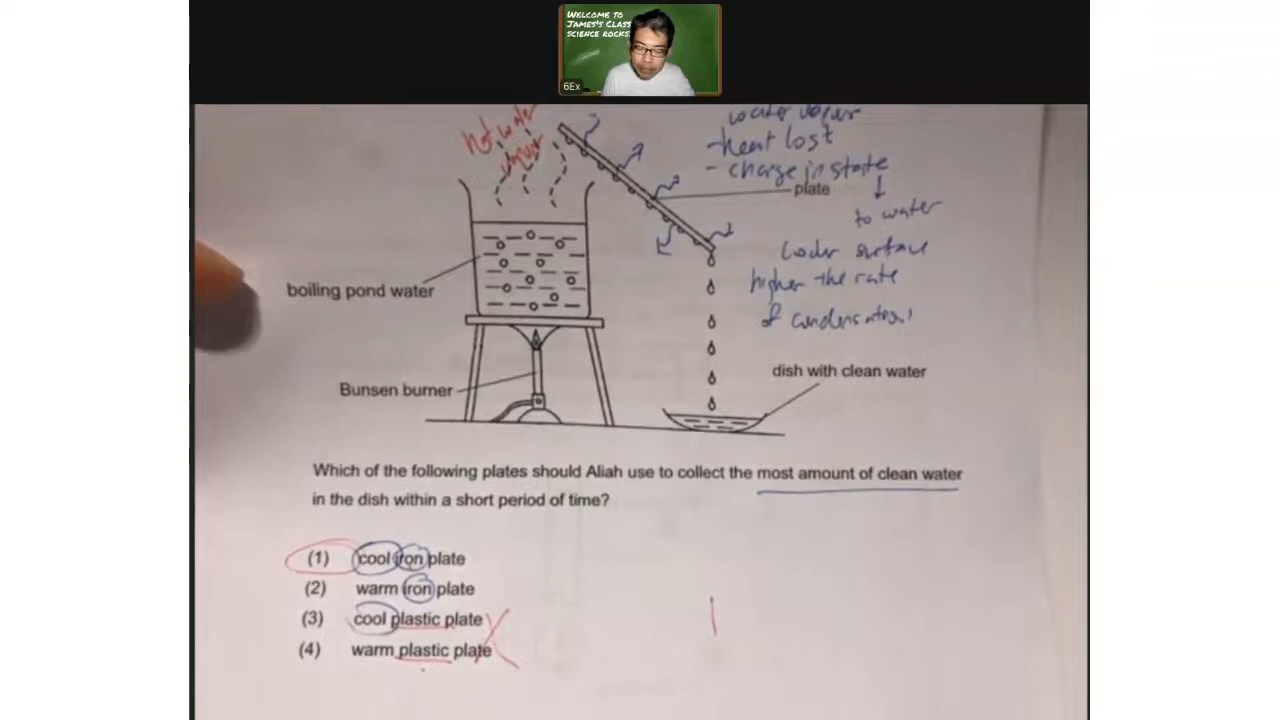 WELCOME TO
JAMES'S CLASS
SCIENCE ROCKS
6Ex
hot water
vapour
water vapour
- heat lost
- change in state
plate
to water
surface
higher the rate
of
boiling pond water
Bunsen burner
dish with clean water
Which of the following plates should Aliah use to collect the most amount of clean water
in the dish within a short period of time?
(1) cool iron plate
(2) warm iron plate
(3) cool plastic plate
(4) warm plastic plate